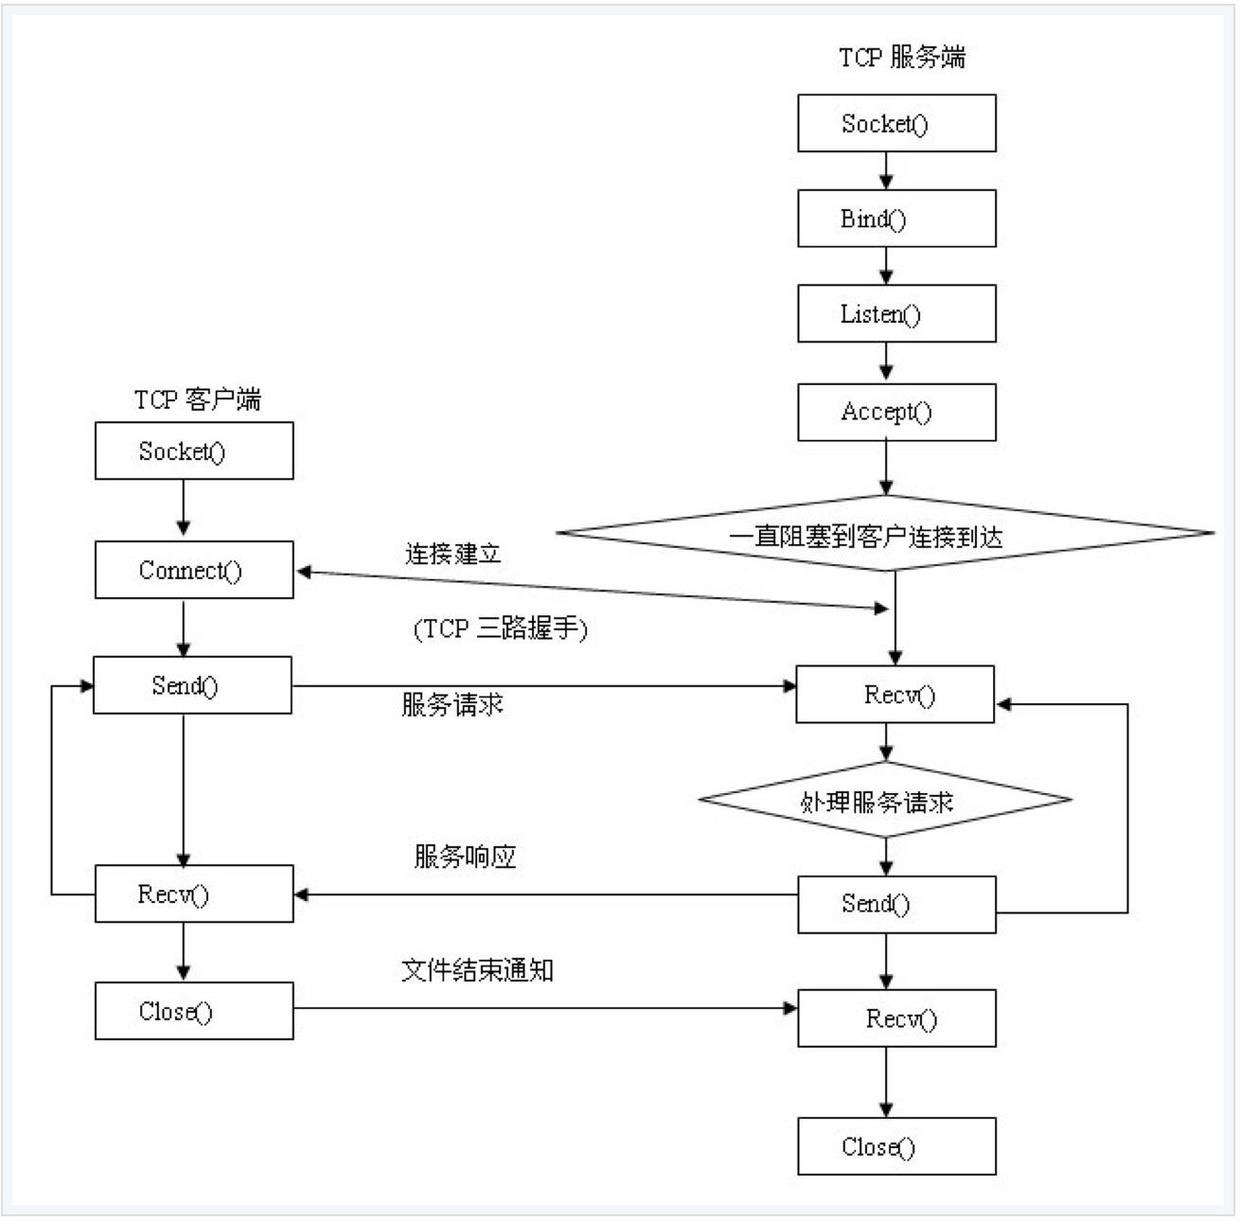 TCP 服务端
Socket()
Bind()
Listen()
Accept()
一直阻塞到客户连接到达
TCP 客户端
Socket()
Connect()
连接建立
(TCP 三路握手)
Send()
服务请求
Recv()
处理服务请求
服务响应
Recv()
Send()
文件结束通知
Close()
Recv()
Close()